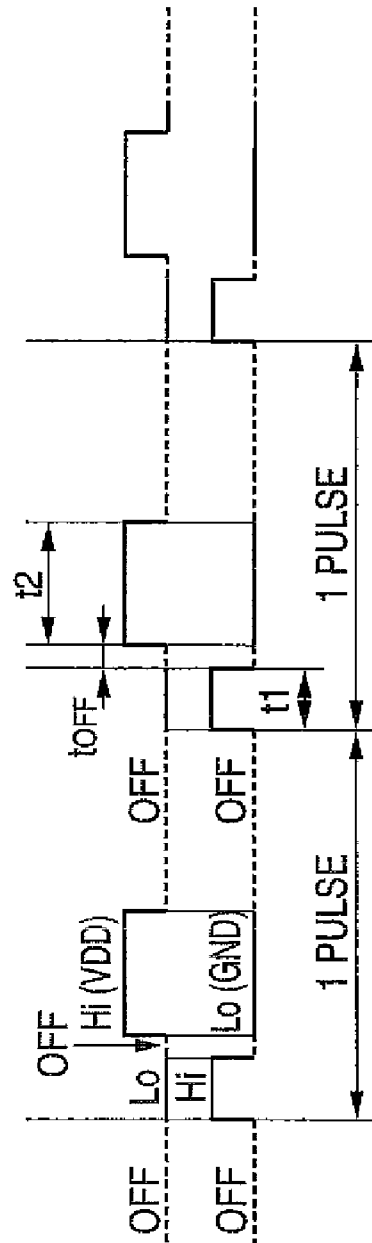 OFF
OFF
Lo
Hi
OFF
Hi (VDD)
Lo (GND)
OFF
OFF
1 PULSE
tOFF
t2
t1
1 PULSE